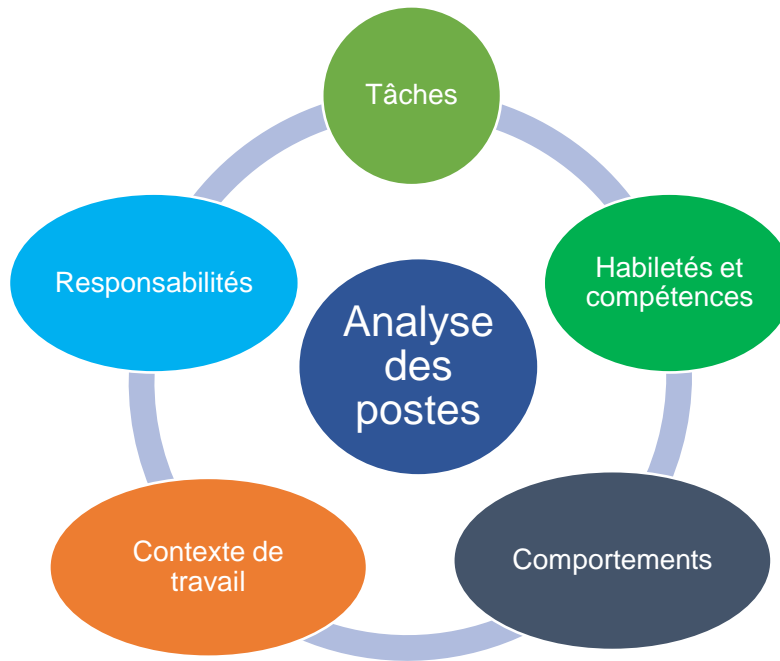 Tâches
Habiletés et
compétences
Responsabilités
Analyse
des
postes
Contexte de
travail
Comportements